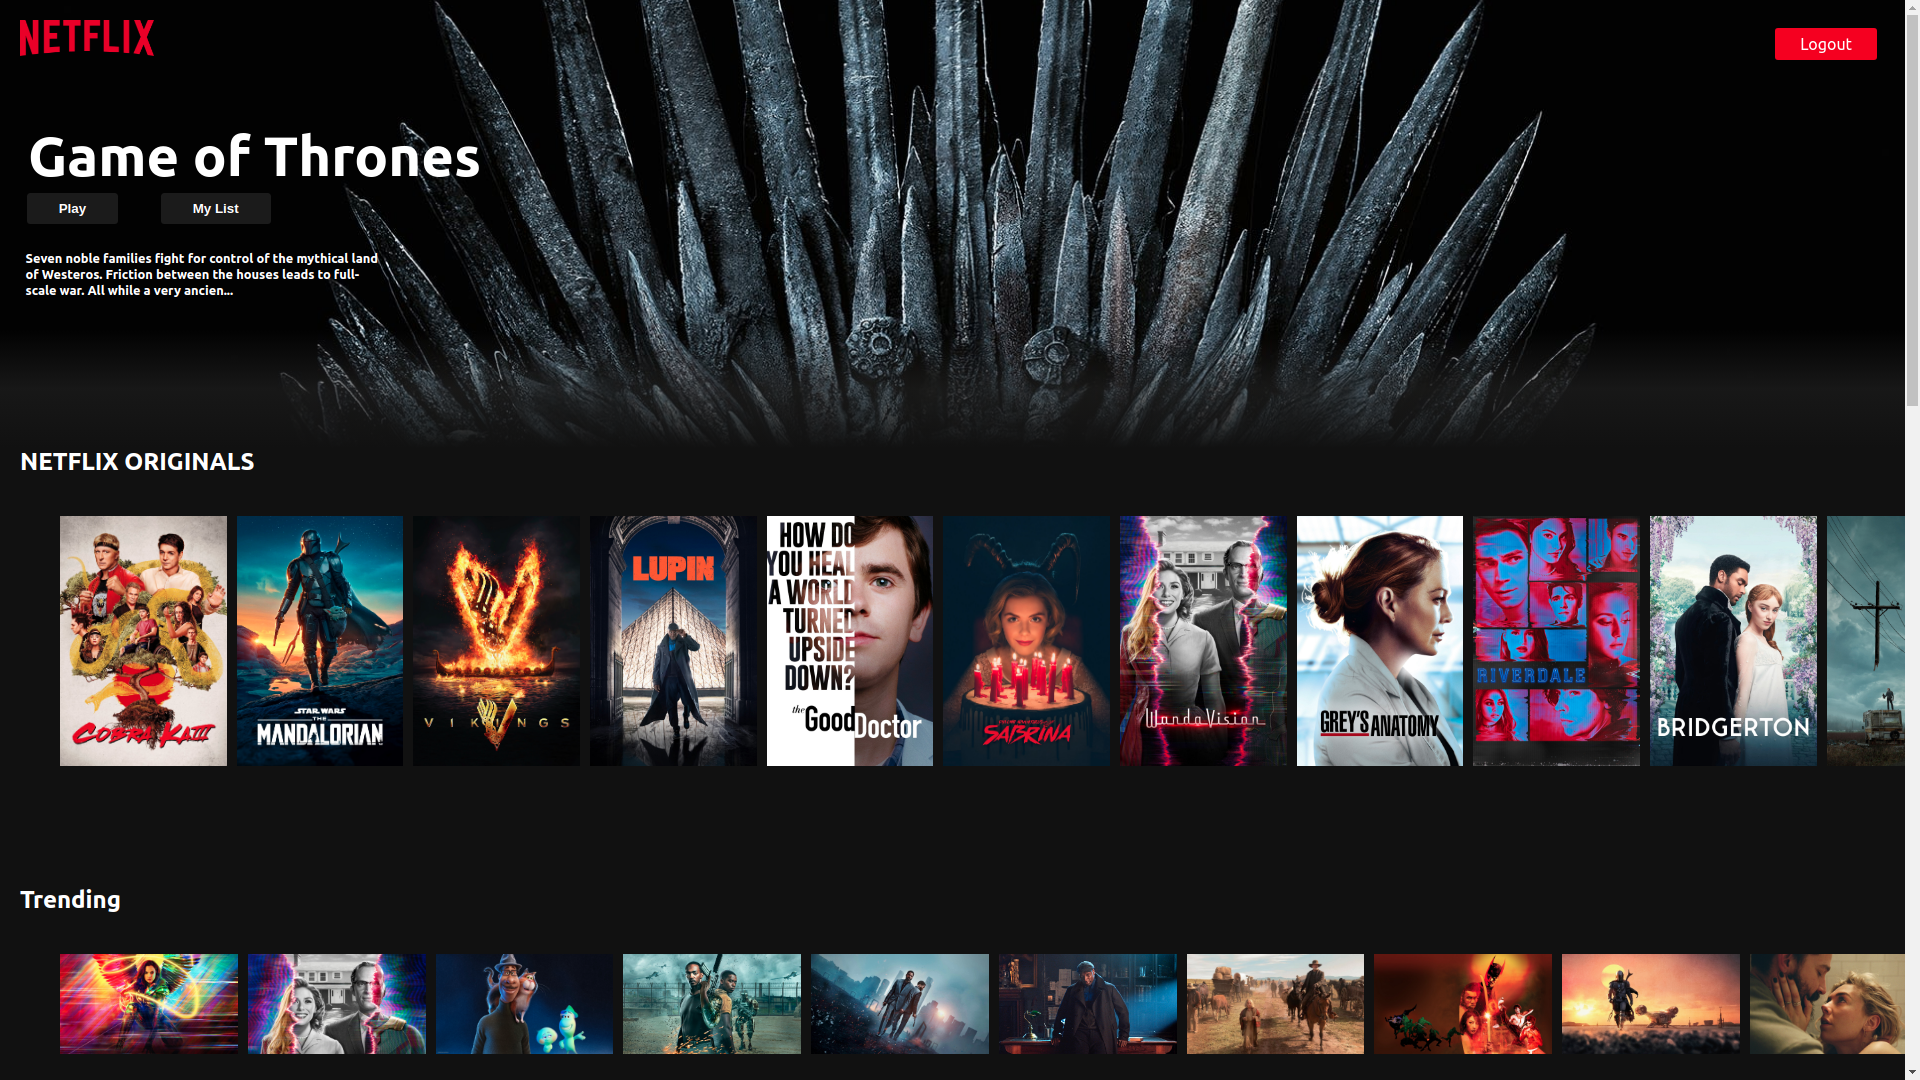 NETFLIX
Logout
Game of Thrones
Play
My List
Seven noble families fight for control of the mythical land
of Westeros. Friction between the houses leads to full-
scale war. All while a very ancien...
NETFLIX ORIGINALS
COBRA KAI III
STAR WARS
THE
MANDALORIAN
VIKINGS
LUPIN
HOW DO
YOU HEAL
A WORLD
TURNED
UPSIDE
DOWN?
the Good Doctor
SABRINA
WandaVision
GREY'S ANATOMY
RIVERDALE
BRIDGERTON
Trending